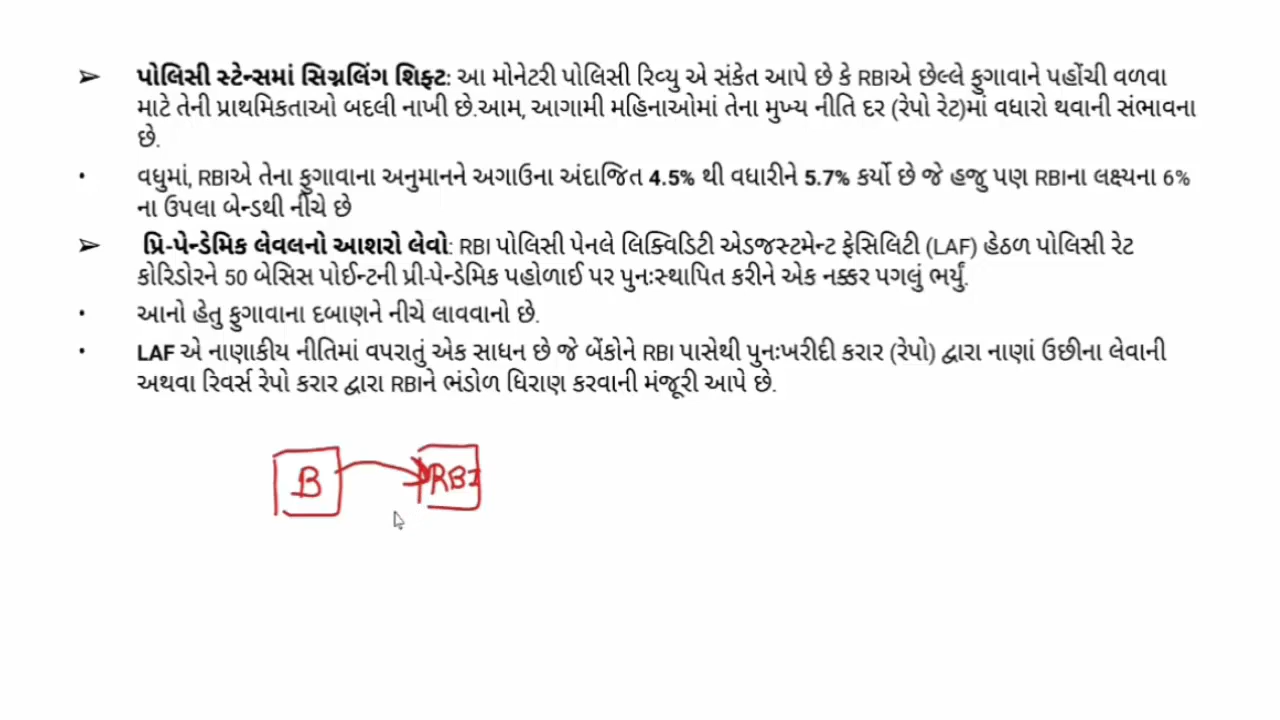 ➢ પોલિસી સ્ટેન્સમાં સિગ્નલિંગ શિફ્ટ: આ મોનેટરી પોલિસી રિવ્યુ એ સંકેત આપે છે કે RBIએ છેલ્લે ફુગાવાને પહોંચી વળવા
માટે તેની પ્રાથમિકતાઓ બદલી નાખી છે.આમ, આગામી મહિનાઓમાં તેના મુખ્ય નીતિ દર (રેપો રેટ)માં વધારો થવાની સંભાવના
છે.
• વધુમાં, RBIએ તેના ફુગાવાના અનુમાનને અગાઉના અંદાજિત 4.5% થી વધારીને 5.7% કર્યો છે જે હજુ પણ RBIના લક્ષ્યના 6%
ના ઉપલા બેન્ડથી નીચે છે
➢ પ્રિ-પેન્ડેમિક લેવલનો આશરો લેવો: RBI પોલિસી પેનલે લિક્વિડિટી એડજસ્ટમેન્ટ ફેસિલિટી (LAF) હેઠળ પોલિસી રેટ
કોરિડોરને 50 બેસિસ પોઈન્ટની પ્રી-પેન્ડેમિક પહોળાઈ પર પુનઃસ્થાપિત કરીને એક નક્કર પગલું ભર્યું.
• આનો હેતુ ફુગાવાના દબાણને નીચે લાવવાનો છે.
• LAF એ નાણાકીય નીતિમાં વપરાતું એક સાધન છે જે બેંકોને RBI પાસેથી પુનઃખરીદી કરાર (રેપો) દ્વારા નાણાં ઉછીના લેવાની
અથવા રિવર્સ રેપો કરાર દ્વારા RBIને ભંડોળ ધિરાણ કરવાની મંજૂરી આપે છે.
B RBI